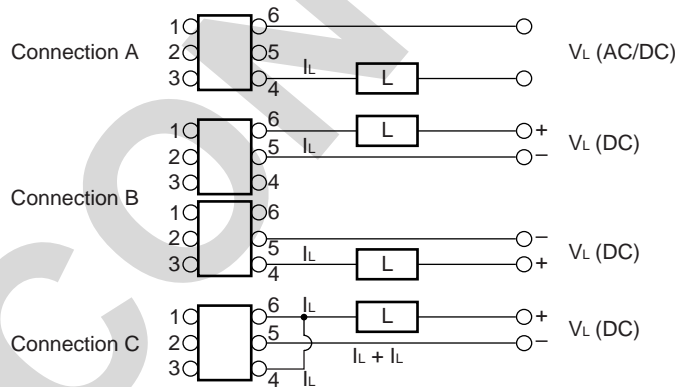 Connection A
1 6
2 5
3 4 IL L
VL (AC/DC)
Connection B
1 6 L +
2 5 IL –
3 4
VL (DC)
1 6
2 5 IL –
3 4 L +
VL (DC)
Connection C
1 6 IL L +
2 5 IL + IL –
3 4 IL
VL (DC)
CON